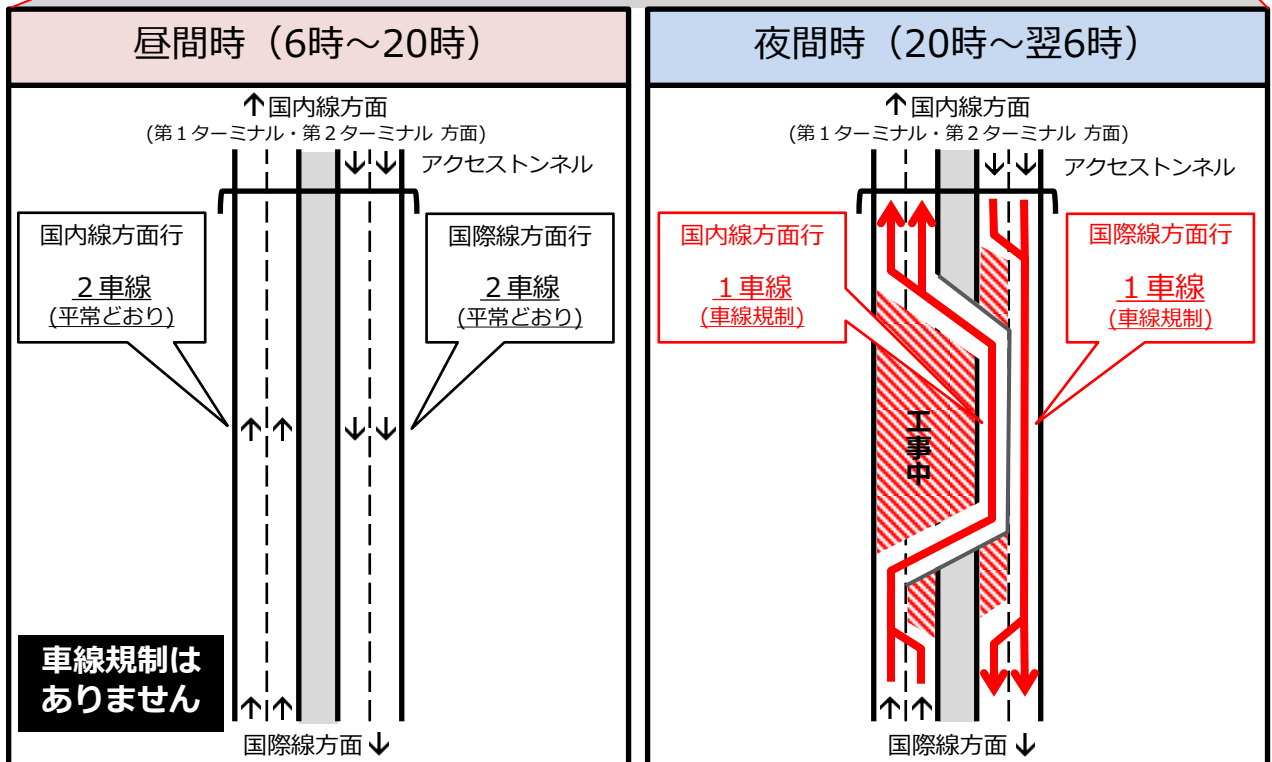 昼間時（6時～20時）
↑国内線方面
(第１ターミナル・第２ターミナル 方面)
アクセストンネル
国内線方面行
２車線
(平常どおり)
国際線方面行
２車線
(平常どおり)
車線規制は
ありません
国際線方面↓
夜間時（20時～翌6時）
↑国内線方面
(第１ターミナル・第２ターミナル 方面)
アクセストンネル
国内線方面行
１車線
(車線規制)
国際線方面行
１車線
(車線規制)
工事中
国際線方面↓